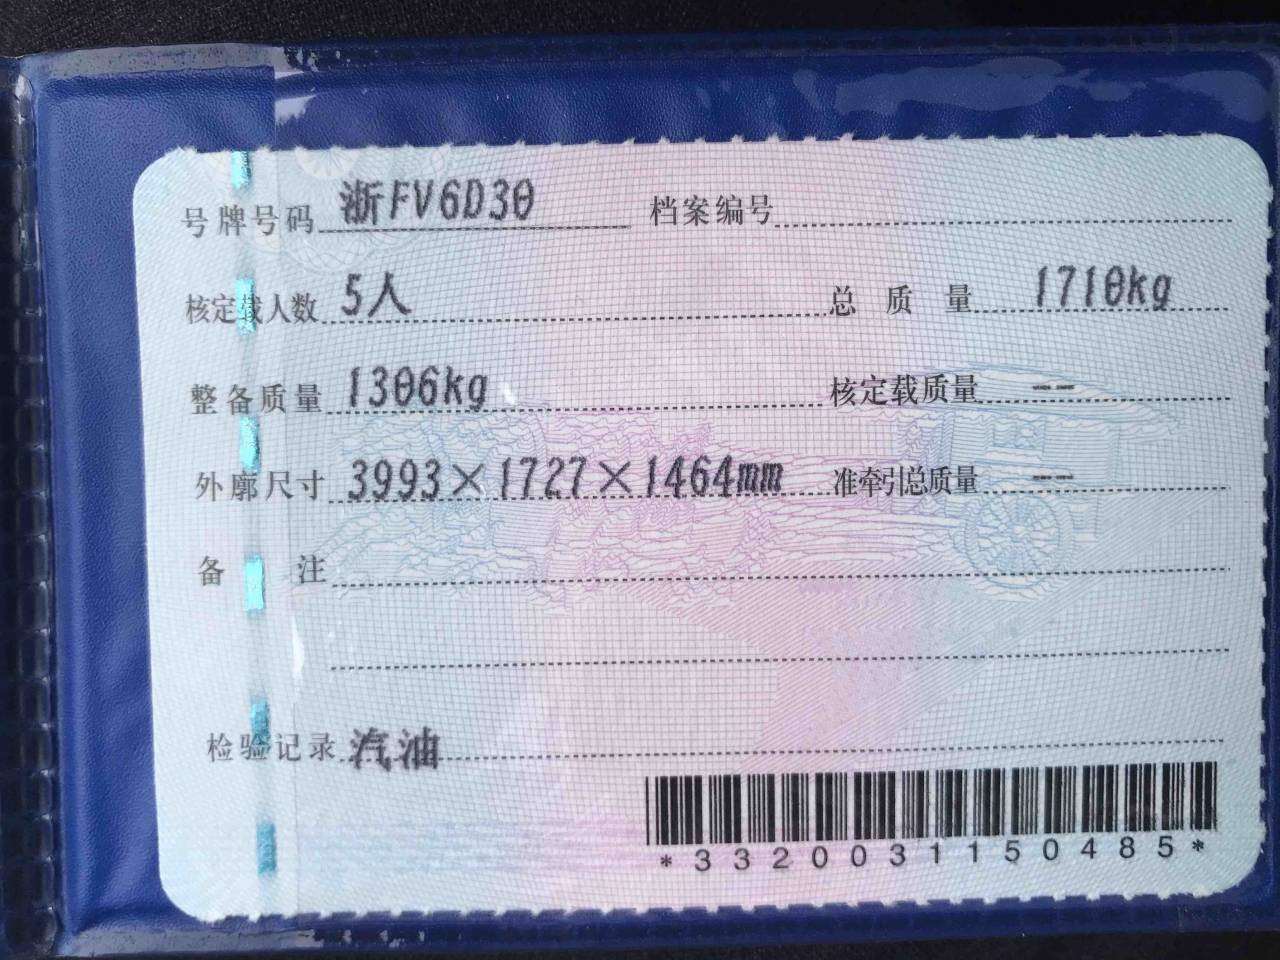 号牌号码 浙FV6D30 档案编号
核定载人数 5人 总质量 1710kg
整备质量 1306kg 核定载质量 --
外廓尺寸 3993×1727×1464mm 准牵引总质量 --
备注
检验记录 汽油
*3320031150485*